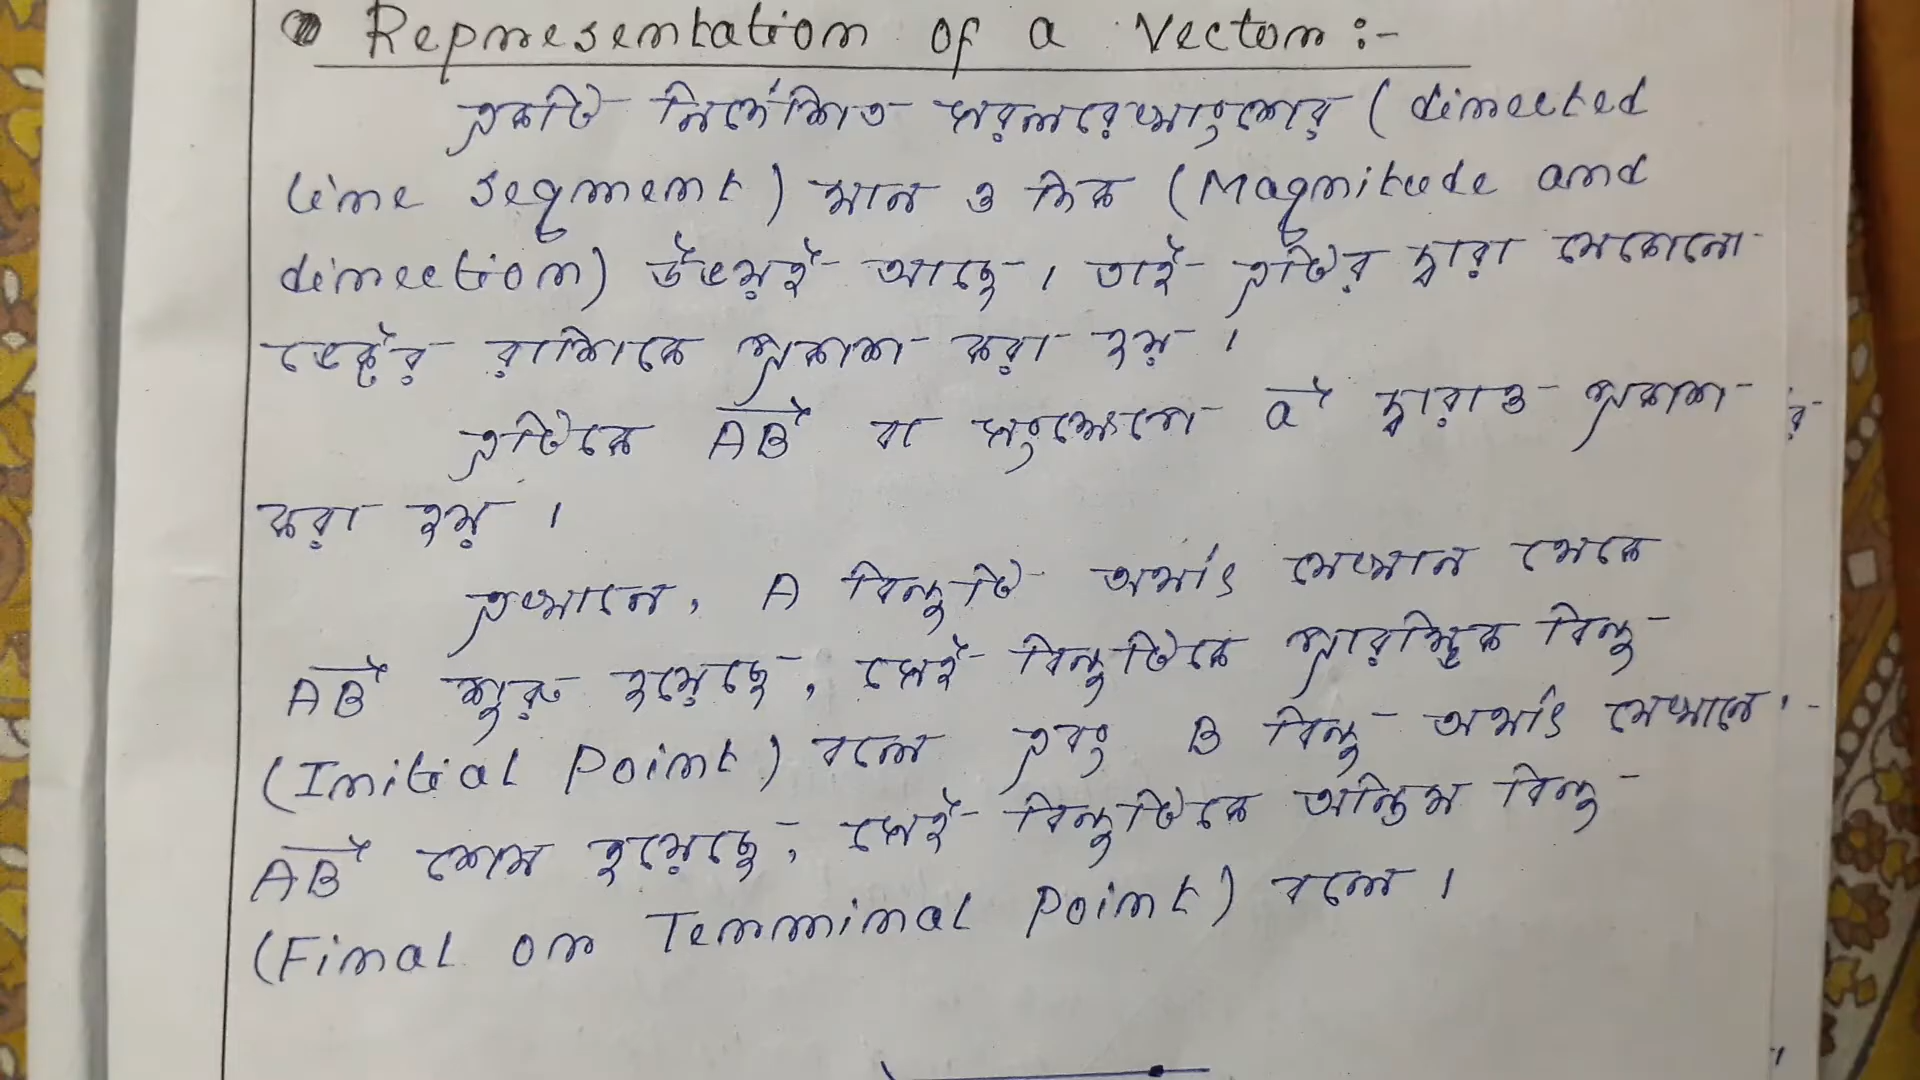 Representation of a Vector :-
একটি নির্দেশিত সরলরেখাংশের ( directed
line segment ) মান ও দিক (Magnitude and
direction) উভয়ই আছে । তাই এটির দ্বারা যেকোনো
ভেক্টর রাশিকে প্রকাশ করা হয় ।
এটিকে AB⃗ বা সংক্ষেপে a⃗ দ্বারাও প্রকাশ
করা হয় ।
এখানে, A বিন্দুটি অর্থাৎ যেখান থেকে
AB⃗ শুরু হয়েছে, সেই বিন্দুটিকে প্রারম্ভিক বিন্দু
(Initial Point) বলে এবং B বিন্দু অর্থাৎ যেখানে
AB⃗ শেষ হয়েছে, সেই বিন্দুটিকে অন্তিম বিন্দু
(Final or Terminal Point) বলে ।